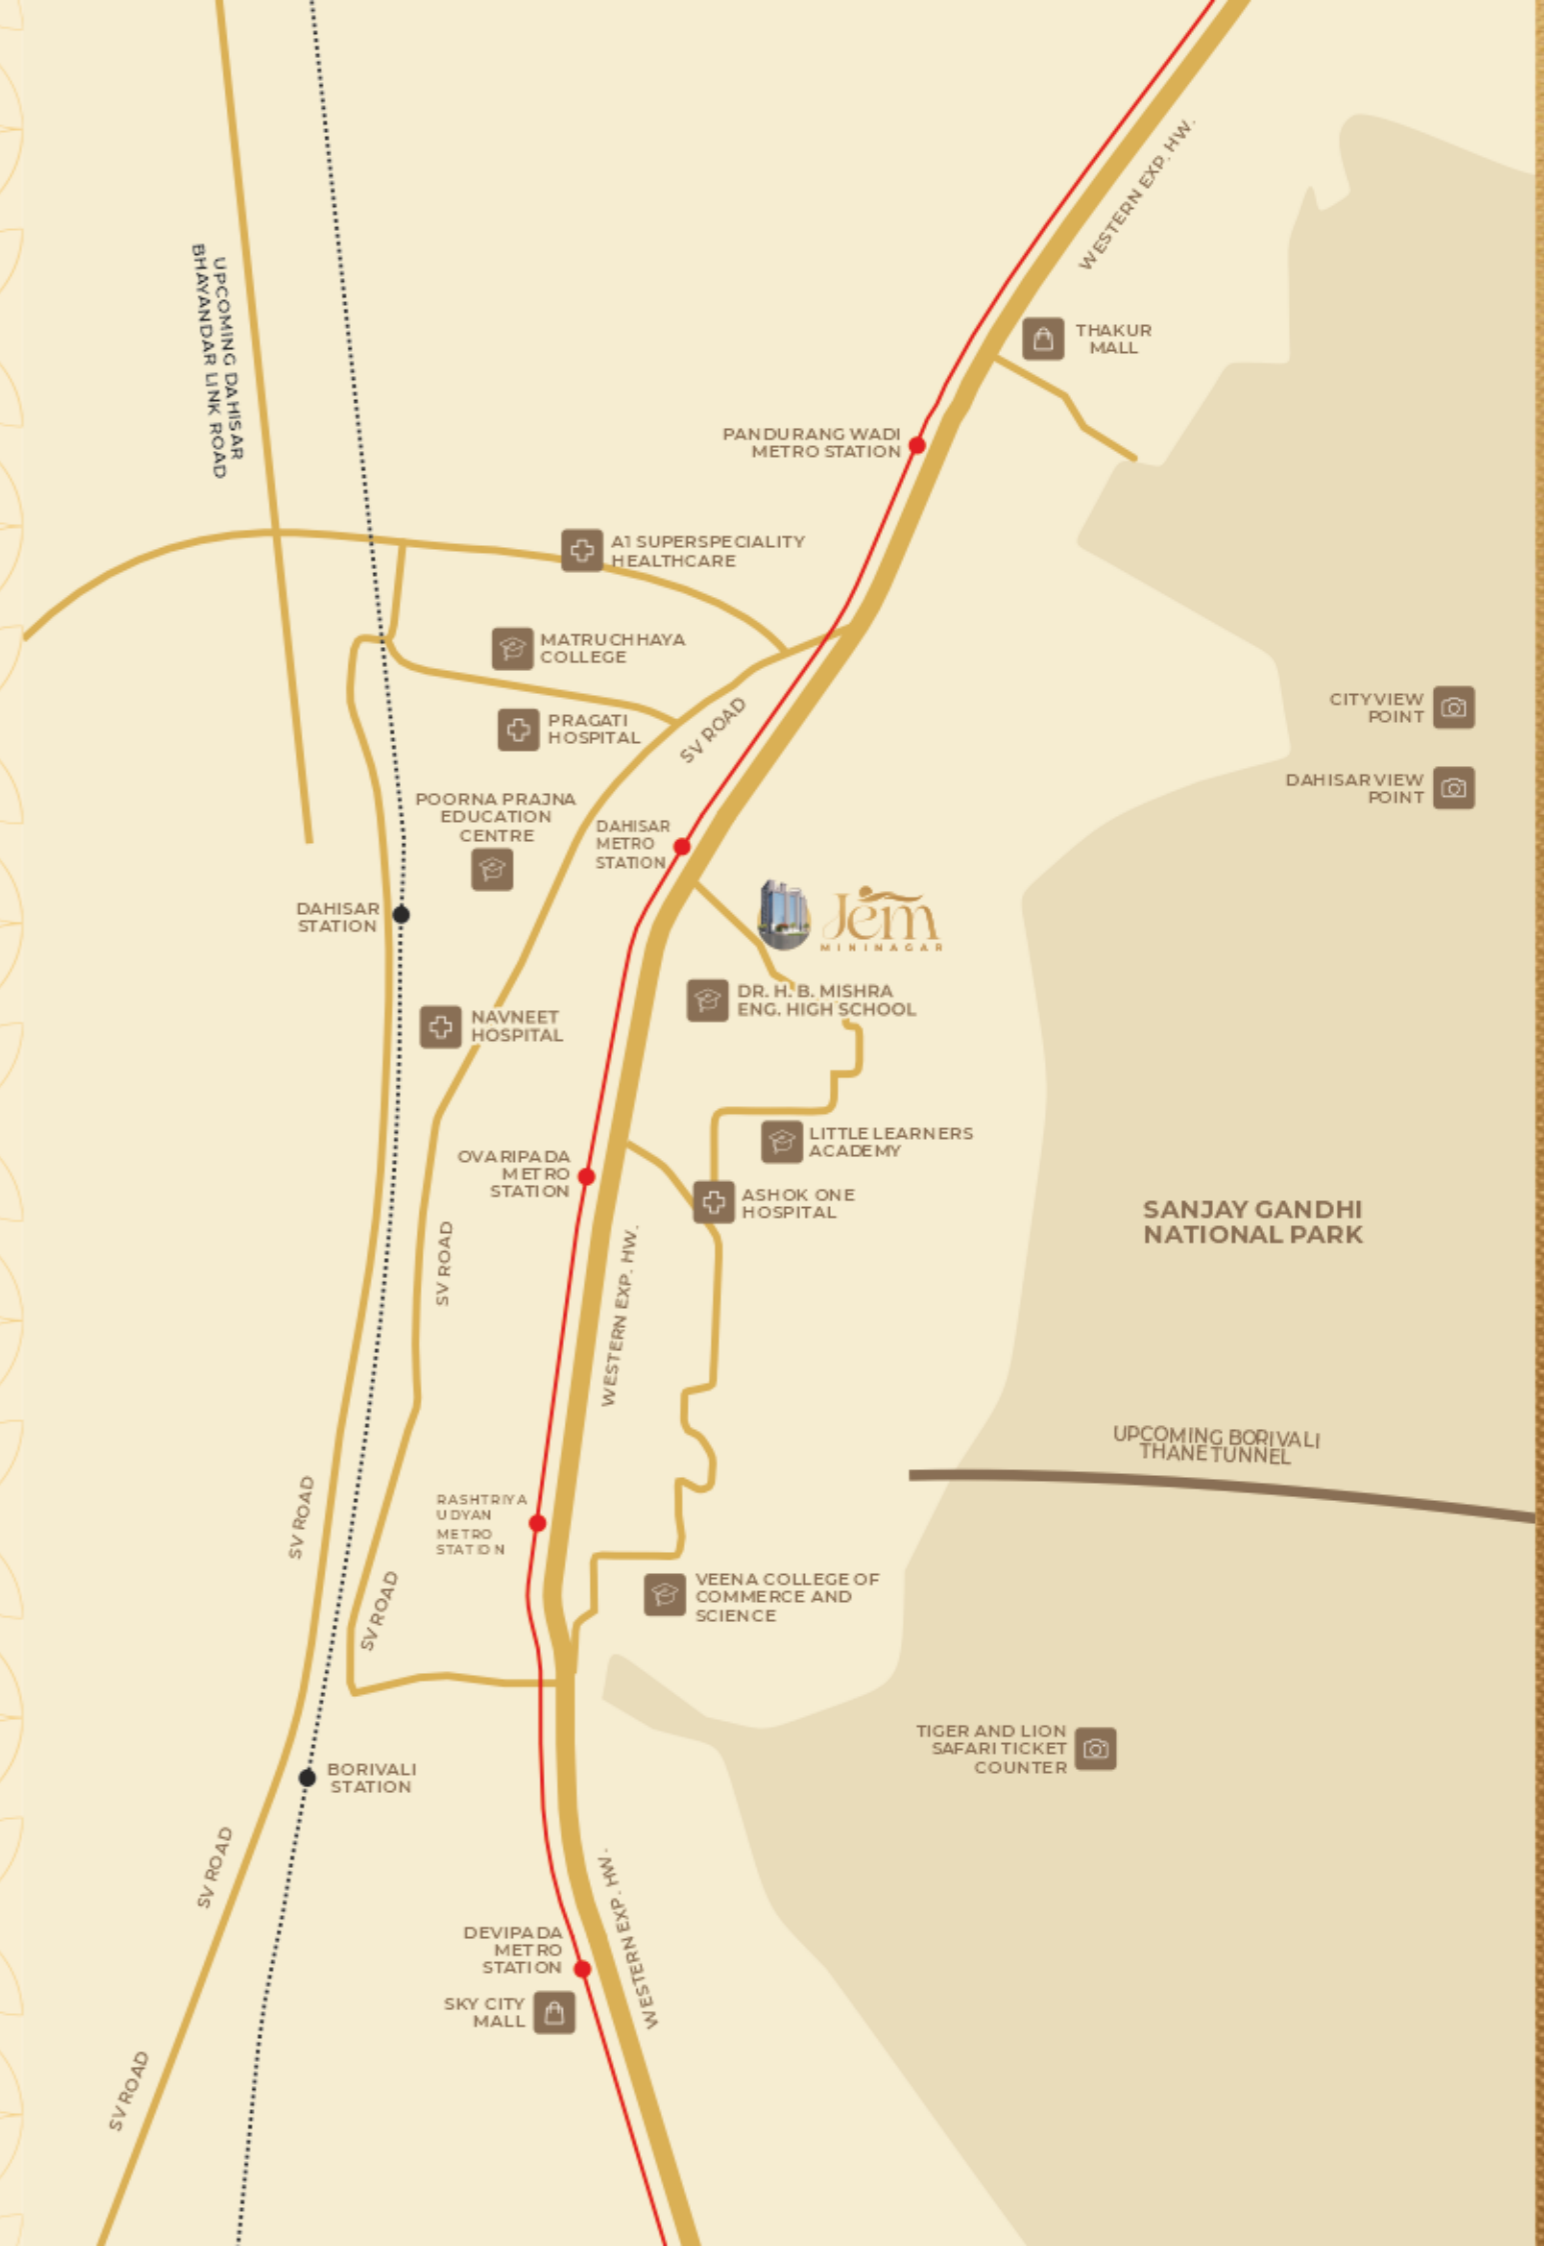 WESTERN EXP. HW.
UPCOMING DAHISAR
BHAYANDAR LINK ROAD
THAKUR
MALL
PANDURANG WADI
METRO STATION
A1 SUPERSPECIALITY
HEALTHCARE
MATRUCHHAYA
COLLEGE
PRAGATI
HOSPITAL
SV ROAD
CITY VIEW
POINT
DAHISAR VIEW
POINT
POORNA PRAJNA
EDUCATION
CENTRE
DAHISAR
METRO
STATION
DAHISAR
STATION
Jem
MININAGAR
DR. H. B. MISHRA
ENG. HIGH SCHOOL
NAVNEET
HOSPITAL
LITTLE LEARNERS
ACADEMY
OVARIPADA
METRO
STATION
ASHOK ONE
HOSPITAL
SANJAY GANDHI
NATIONAL PARK
SV ROAD
WESTERN EXP. HW.
UPCOMING BORIVALI
THANE TUNNEL
SV ROAD
RASHTRIYA
UDYAN
METRO
STATION
SV ROAD
VEENA COLLEGE OF
COMMERCE AND
SCIENCE
TIGER AND LION
SAFARI TICKET
COUNTER
BORIVALI
STATION
SV ROAD
WESTERN EXP. HW.
DEVIPADA
METRO
STATION
SKY CITY
MALL
SV ROAD